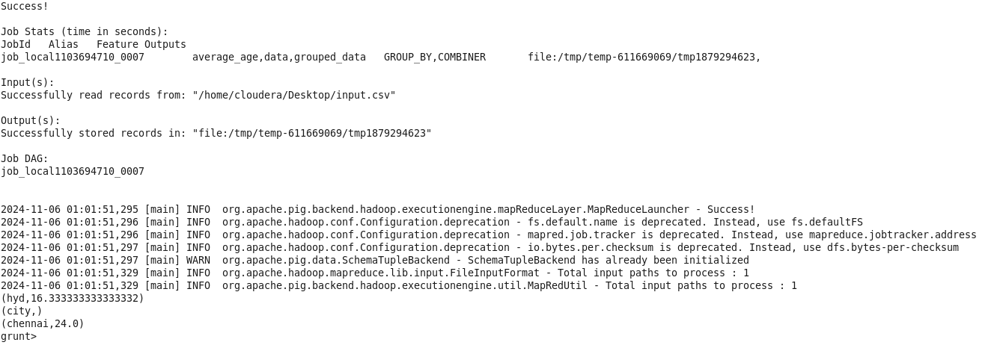 Success!
Job Stats (time in seconds):
JobId   Alias   Feature Outputs
job_local1103694710_0007        average_age,data,grouped_data   GROUP_BY,COMBINER       file:/tmp/temp-611669069/tmp1879294623,
Input(s):
Successfully read records from: "/home/cloudera/Desktop/input.csv"
Output(s):
Successfully stored records in: "file:/tmp/temp-611669069/tmp1879294623"
Job DAG:
job_local1103694710_0007
2024-11-06 01:01:51,295 [main] INFO  org.apache.pig.backend.hadoop.executionengine.mapReduceLayer.MapReduceLauncher - Success!
2024-11-06 01:01:51,296 [main] INFO  org.apache.hadoop.conf.Configuration.deprecation - fs.default.name is deprecated. Instead, use fs.defaultFS
2024-11-06 01:01:51,296 [main] INFO  org.apache.hadoop.conf.Configuration.deprecation - mapred.job.tracker is deprecated. Instead, use mapreduce.jobtracker.address
2024-11-06 01:01:51,297 [main] INFO  org.apache.hadoop.conf.Configuration.deprecation - io.bytes.per.checksum is deprecated. Instead, use dfs.bytes-per-checksum
2024-11-06 01:01:51,297 [main] WARN  org.apache.pig.data.SchemaTupleBackend - SchemaTupleBackend has already been initialized
2024-11-06 01:01:51,329 [main] INFO  org.apache.hadoop.mapreduce.lib.input.FileInputFormat - Total input paths to process : 1
2024-11-06 01:01:51,329 [main] INFO  org.apache.pig.backend.hadoop.executionengine.util.MapRedUtil - Total input paths to process : 1
(hyd,16.333333333333332)
(city,)
(chennai,24.0)
grunt>